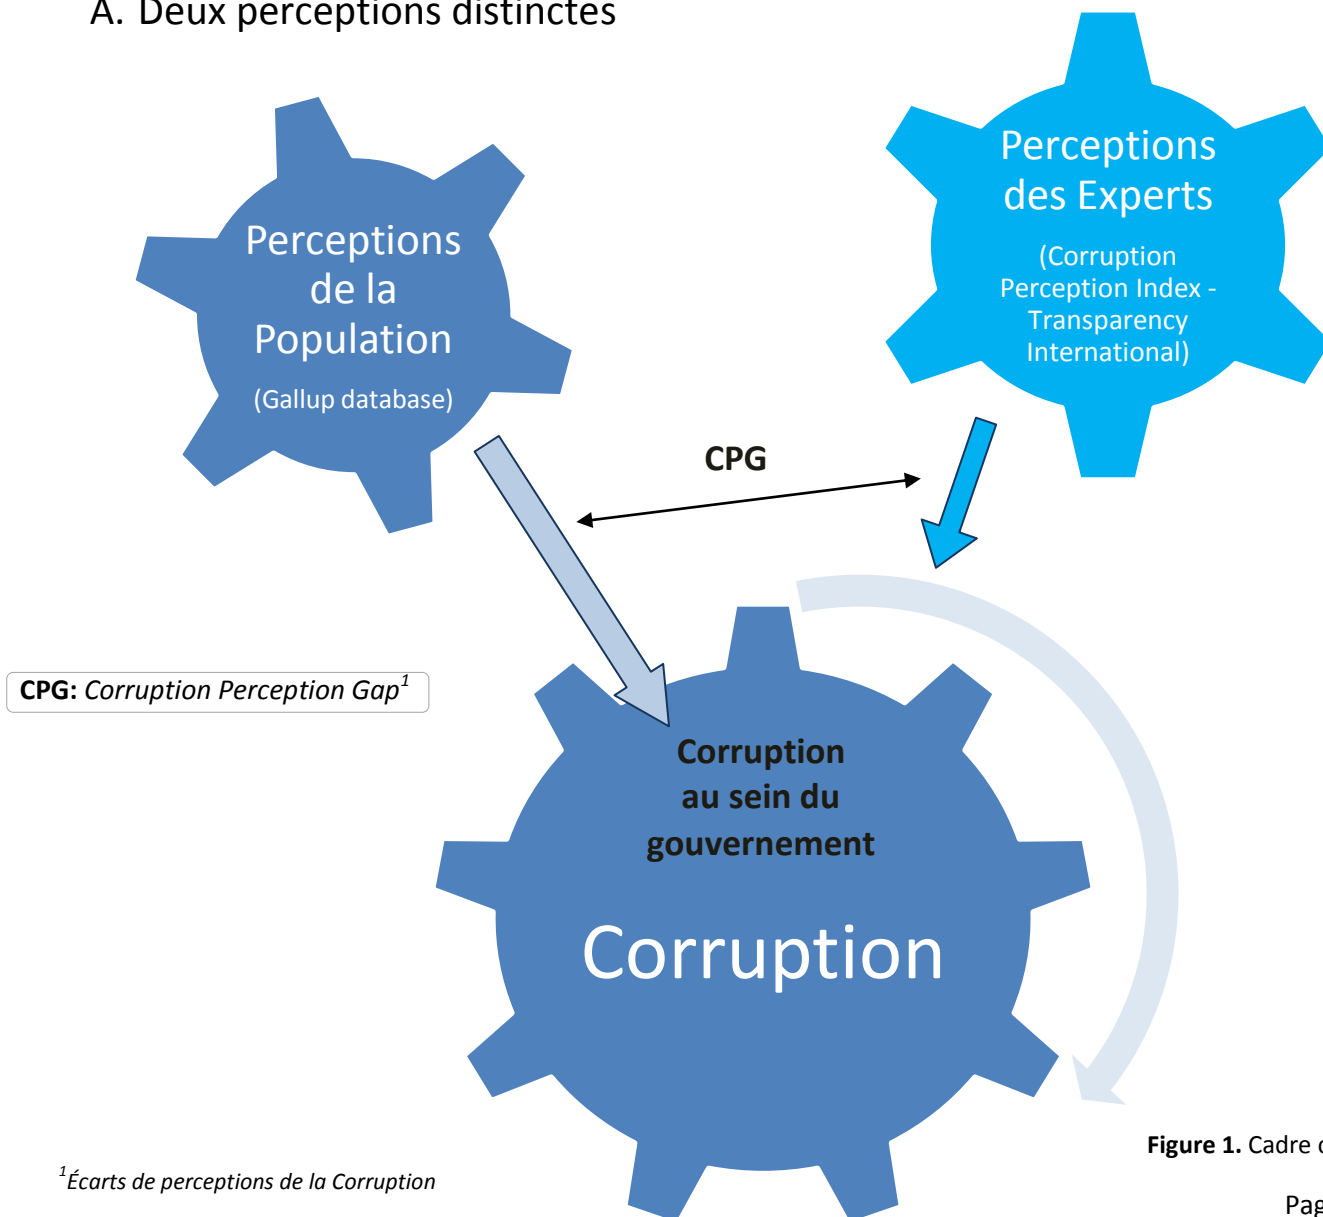 A. Deux perceptions distinctes
Perceptions
de la
Population
(Gallup database)
Perceptions
des Experts
(Corruption
Perception Index -
Transparency
International)
CPG
CPG: Corruption Perception Gap¹
Corruption
au sein du
gouvernement
Corruption
Figure 1. Cadre
¹Écarts de perceptions de la Corruption